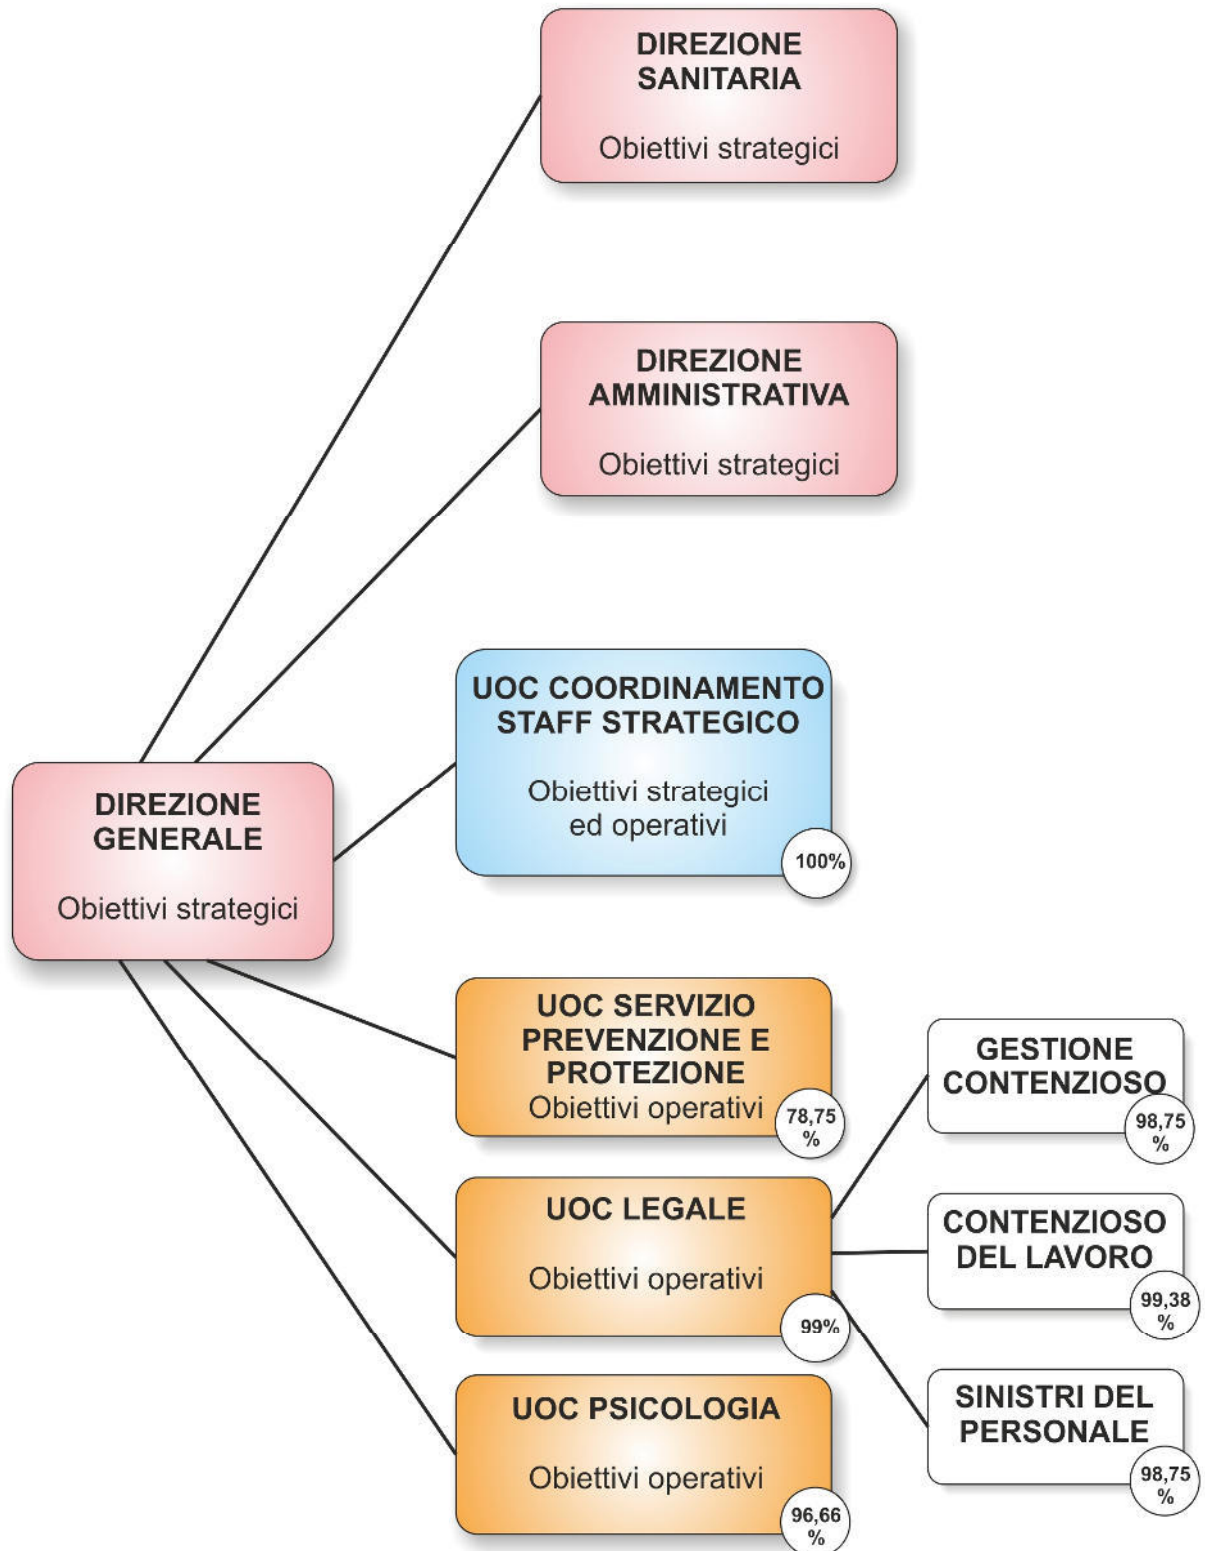 DIREZIONE
SANITARIA
Obiettivi strategici
DIREZIONE
AMMINISTRATIVA
Obiettivi strategici
UOC COORDINAMENTO
STAFF STRATEGICO
Obiettivi strategici
ed operativi
100%
DIREZIONE
GENERALE
Obiettivi strategici
UOC SERVIZIO
PREVENZIONE E
PROTEZIONE
Obiettivi operativi
78,75
%
GESTIONE
CONTENZIOSO
98,75
%
UOC LEGALE
Obiettivi operativi
99%
CONTENZIOSO
DEL LAVORO
99,38
%
SINISTRI DEL
PERSONALE
98,75
%
UOC PSICOLOGIA
Obiettivi operativi
96,66
%